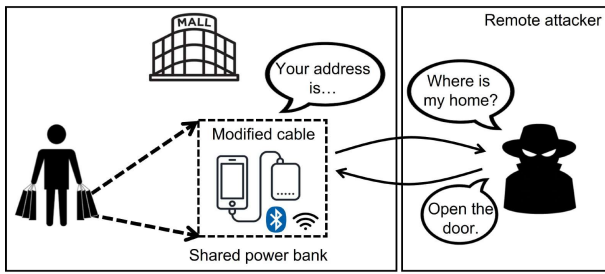 MALL
Your address
is...
Modified cable
Shared power bank
Remote attacker
Where is
my home?
Open the
door.